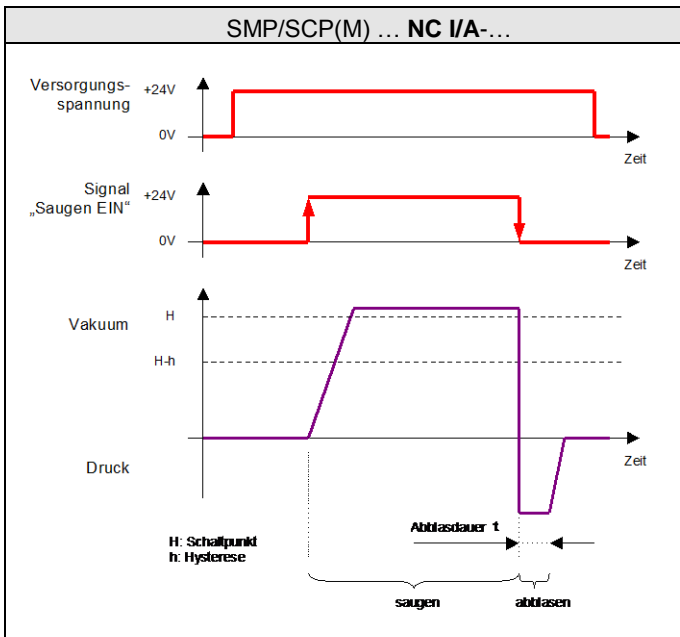 SMP/SCP(M) … NC I/A-…
Versorgungs-
spannung
+24V
0V
Zeit
Signal
„Saugen EIN“
+24V
0V
Zeit
Vakuum
H
H-h
Druck
Zeit
Abblasdauer t
H: Schaltpunkt
h: Hysterese
saugen
abblasen